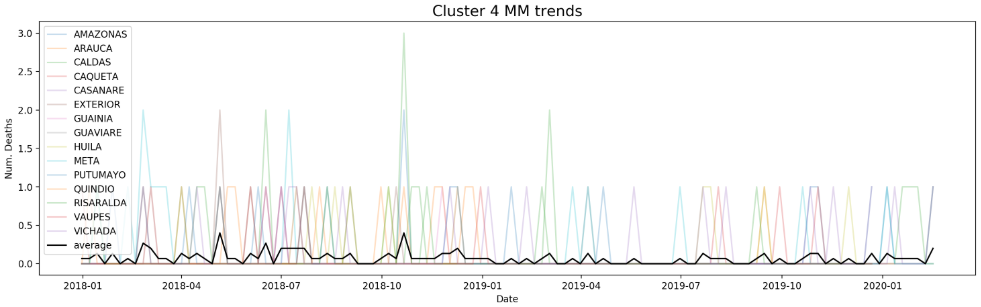 Cluster 4 MM trends
Num. Deaths
3.0
2.5
2.0
1.5
1.0
0.5
0.0
AMAZONAS
ARAUCA
CALDAS
CAQUETA
CASANARE
EXTERIOR
GUAINIA
GUAVIARE
HUILA
META
PUTUMAYO
QUINDIO
RISARALDA
VAUPES
VICHADA
average
2018-01 2018-04 2018-07 2018-10 2019-01 2019-04 2019-07 2019-10 2020-01
Date